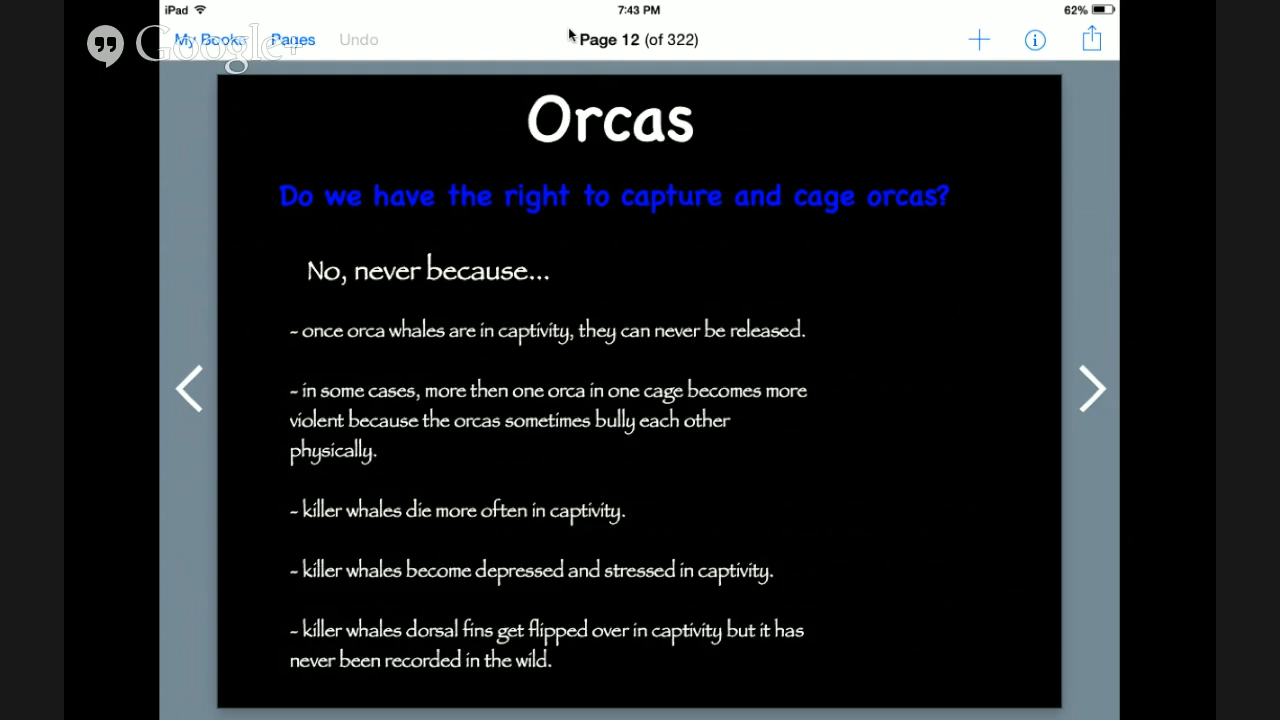 iPad 7:43 PM 62%
Google+
My Books Pages Undo Page 12 (of 322)
Orcas
Do we have the right to capture and cage orcas?
No, never because...
- once orca whales are in captivity, they can never be released.
- in some cases, more then one orca in one cage becomes more
violent because the orcas sometimes bully each other
physically.
- killer whales die more often in captivity.
- killer whales become depressed and stressed in captivity.
- killer whales dorsal fins get flipped over in captivity but it has
never been recorded in the wild.